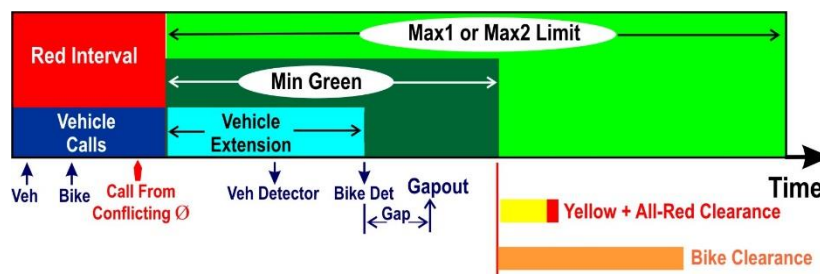 Max1 or Max2 Limit
Red Interval
Min Green
Vehicle
Calls
Vehicle
Extension
Veh
Bike
Call From
Conflicting Ø
Veh Detector
Bike Det
Gap
Gapout
Time
Yellow + All-Red Clearance
Bike Clearance